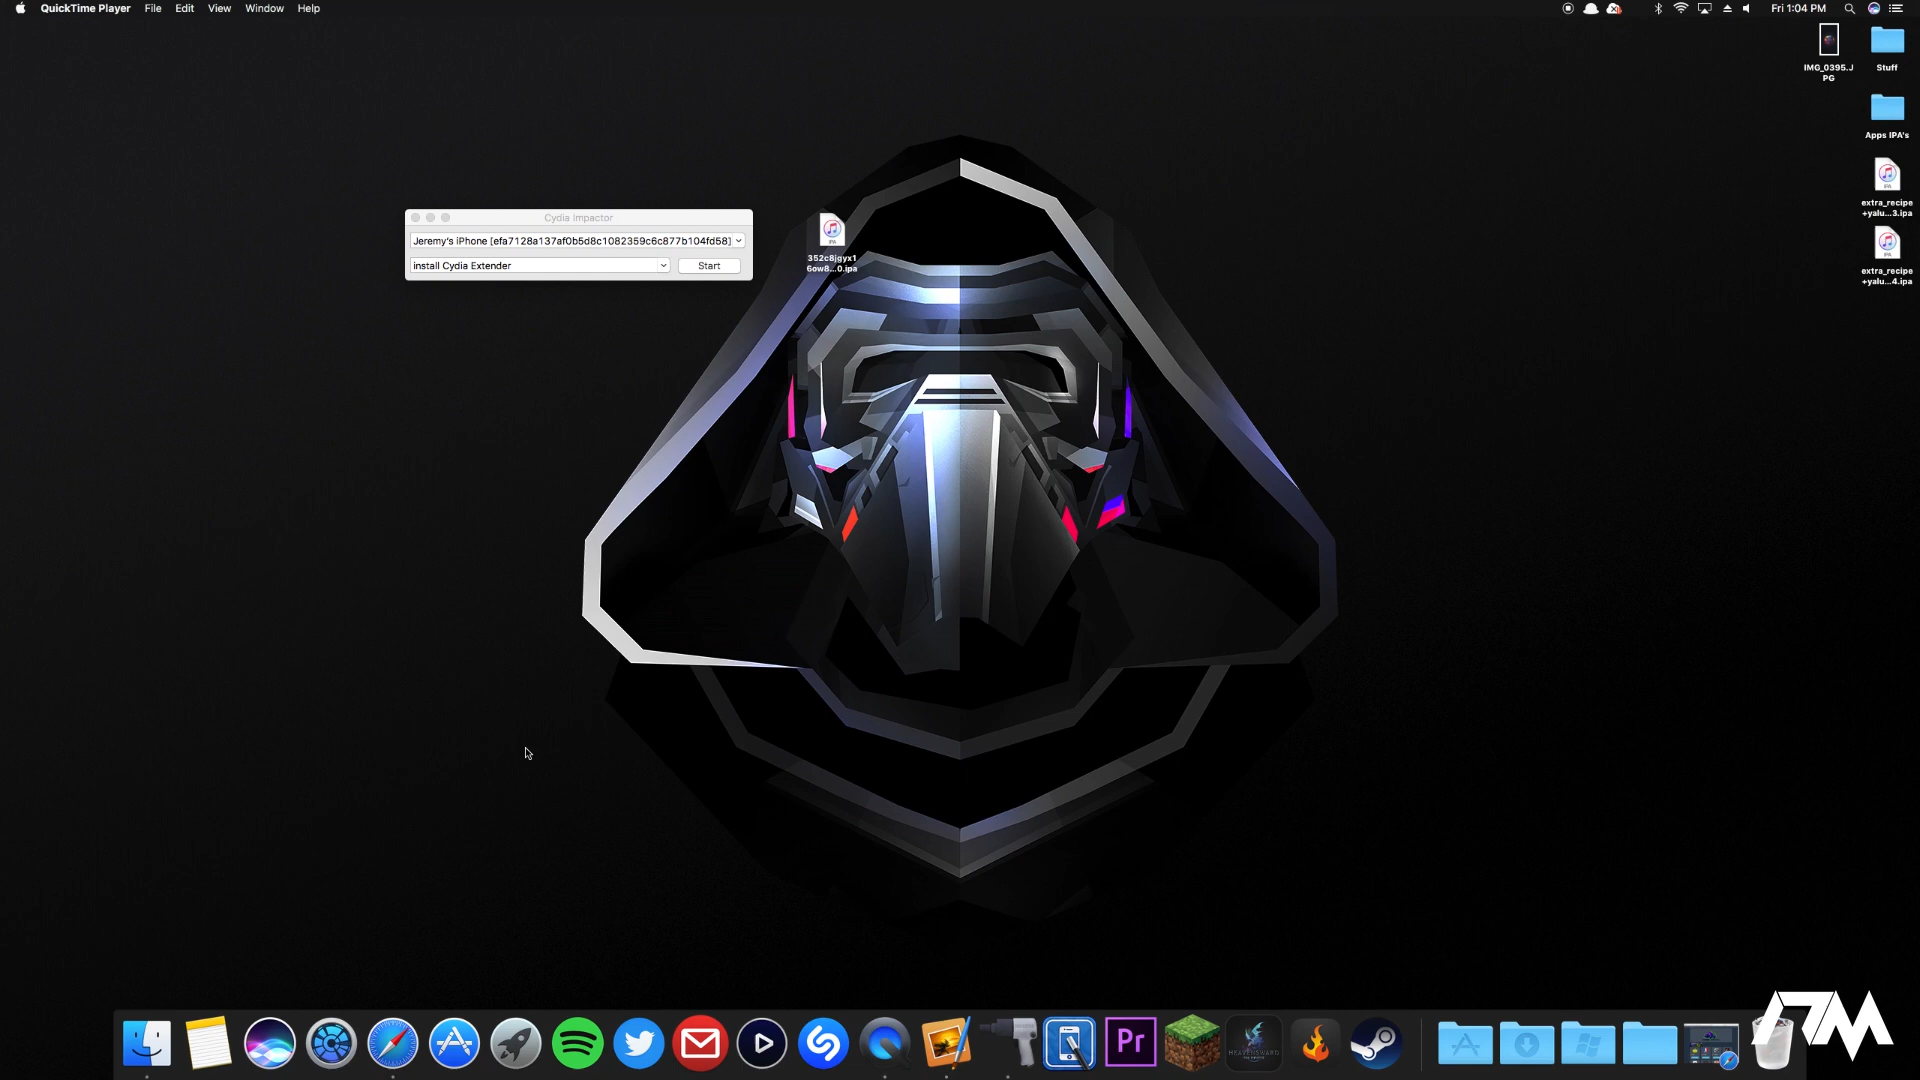 QuickTime Player File Edit View Window Help
Fri 1:04 PM
IMG_0395.J
PG
Stuff
Apps IPA's
extra_recipe
+yalu...3.ipa
extra_recipe
+yalu...4.ipa
Cydia Impactor
Jeremy's iPhone [efa7128a137af0b5d8c1082359c6c877b104fd58]
install Cydia Extender
Start
IPA
352c8jgyx1
6ow8...0.ipa
Pr
HEAVENSWARD